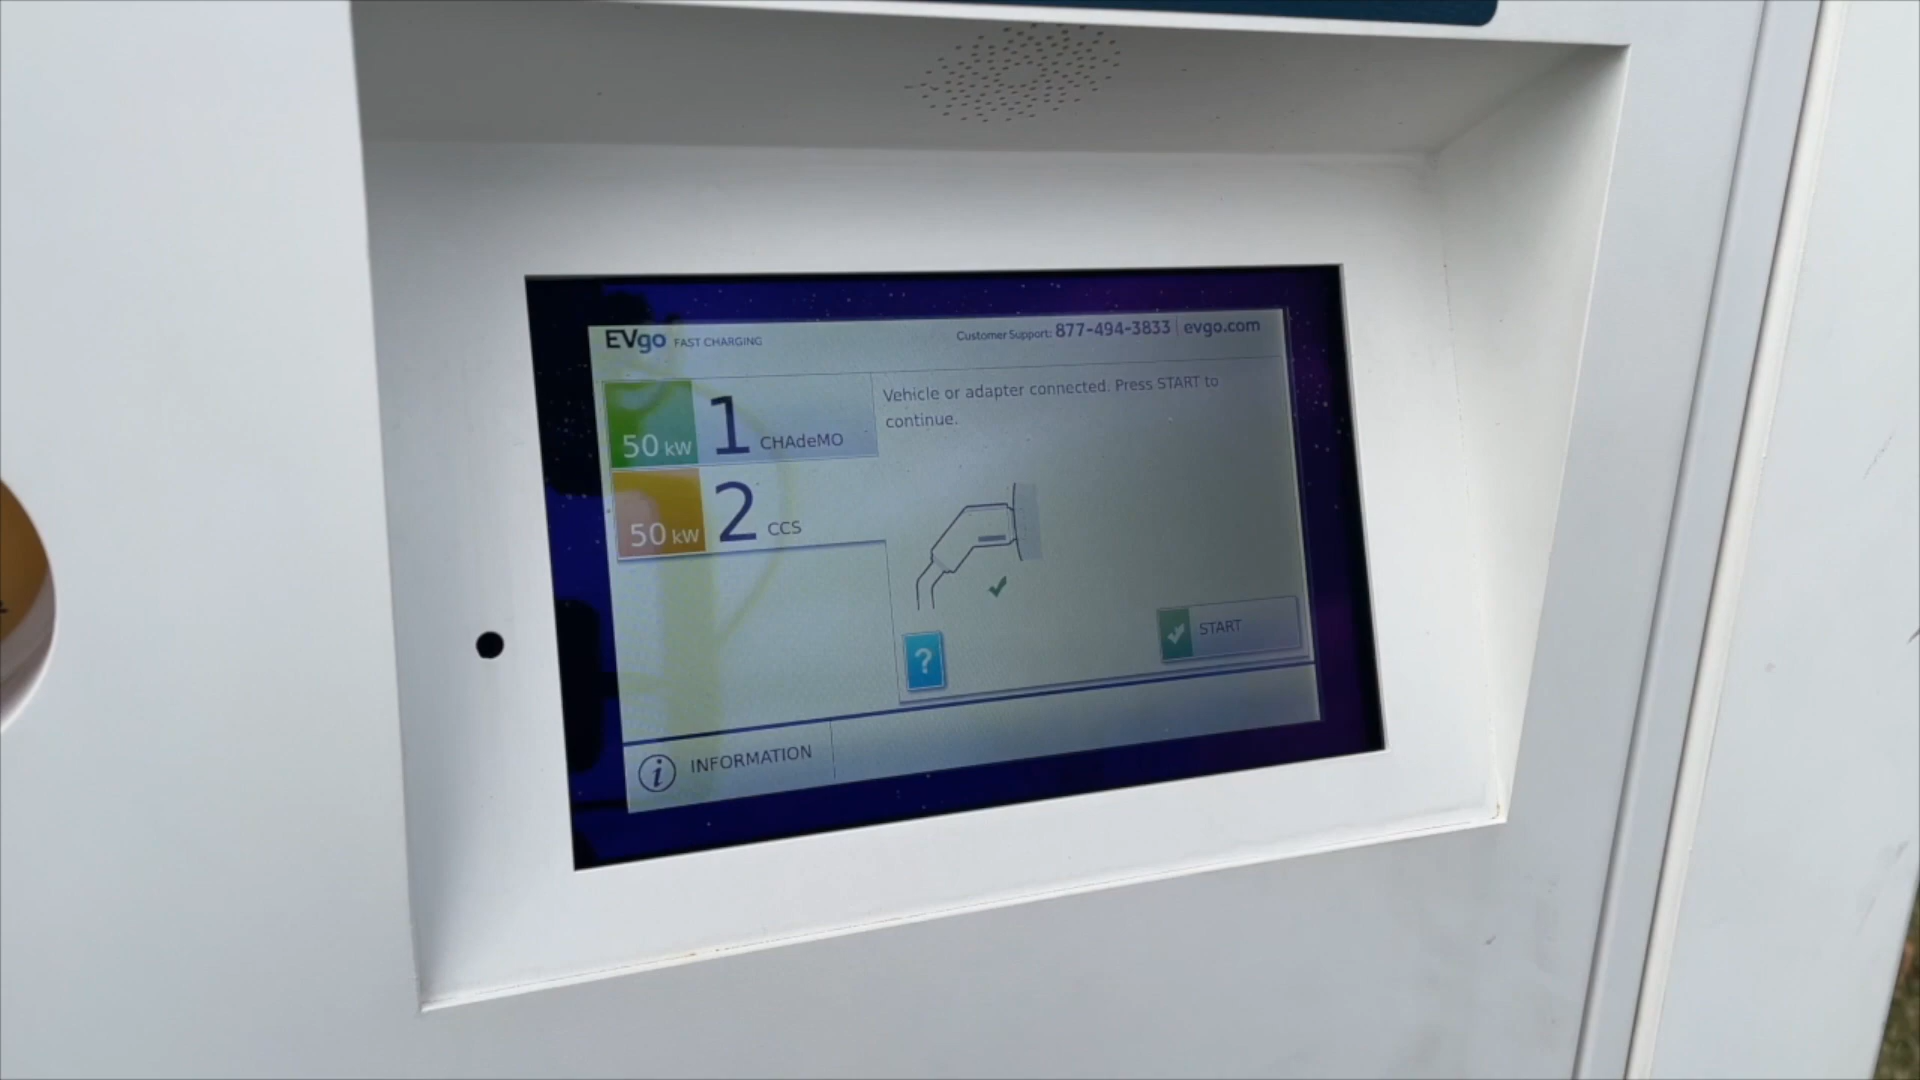 EVgo FAST CHARGING
Customer Support: 877-494-3833 | evgo.com
50 kW 1 CHAdeMO
50 kW 2 CCS
Vehicle or adapter connected. Press START to
continue.
?
START
i INFORMATION